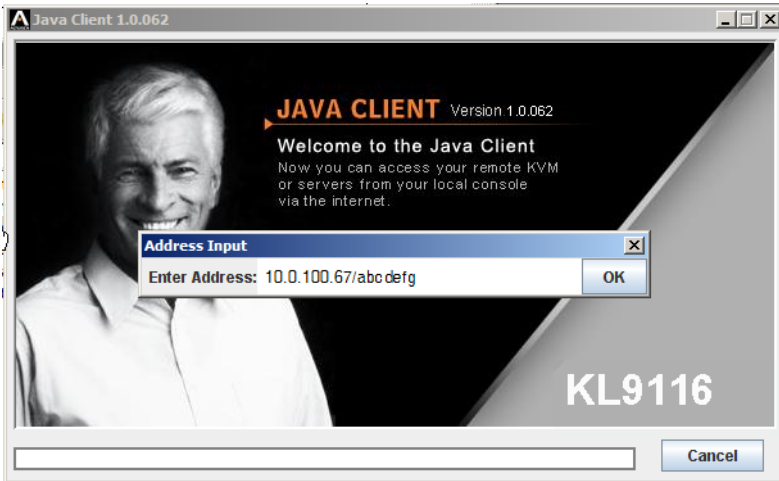 Java Client 1.0.062
JAVA CLIENT Version 1.0.062
Welcome to the Java Client
Now you can access your remote KVM
or servers from your local console
via the internet.
Address Input
Enter Address: 10.0.100.67/abcdefg OK
KL9116
Cancel